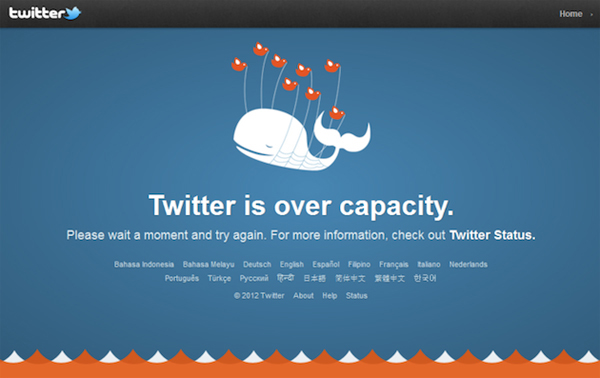 twitter
Home
Twitter is over capacity.
Please wait a moment and try again. For more information, check out Twitter Status.
Bahasa Indonesia Bahasa Melayu Deutsch English Español Filipino Français Italiano Nederlands
Português Türkçe Русский हिन्दी 日本語 简体中文 繁體中文 한국어
© 2012 Twitter About Help Status